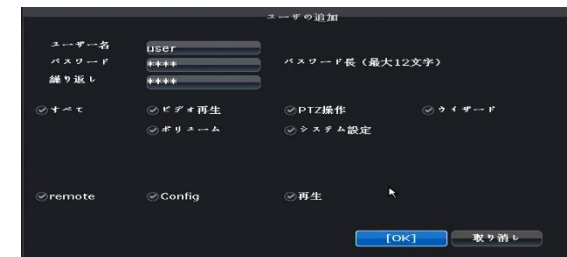 ユーザの追加
ユーザー名 user
パスワード **** パスワード長(最大12文字)
繰り返し ****
すべて ビデオ再生 PTZ操作 ウイザード
ボリューム システム設定
remote Config 再生
[OK] 取り消し